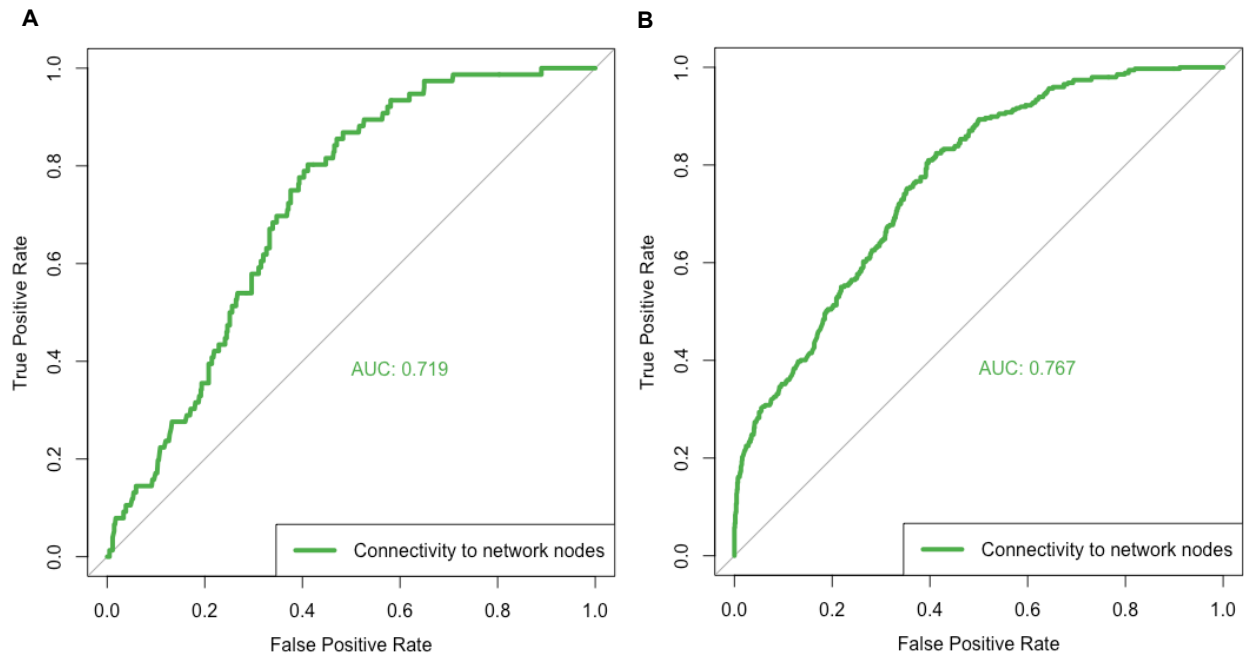 A
True Positive Rate
1.0
0.8
0.6
0.4
0.2
0.0
AUC: 0.719
Connectivity to network nodes
0.0 0.2 0.4 0.6 0.8 1.0
False Positive Rate
B
True Positive Rate
1.0
0.8
0.6
0.4
0.2
0.0
AUC: 0.767
Connectivity to network nodes
0.0 0.2 0.4 0.6 0.8 1.0
False Positive Rate